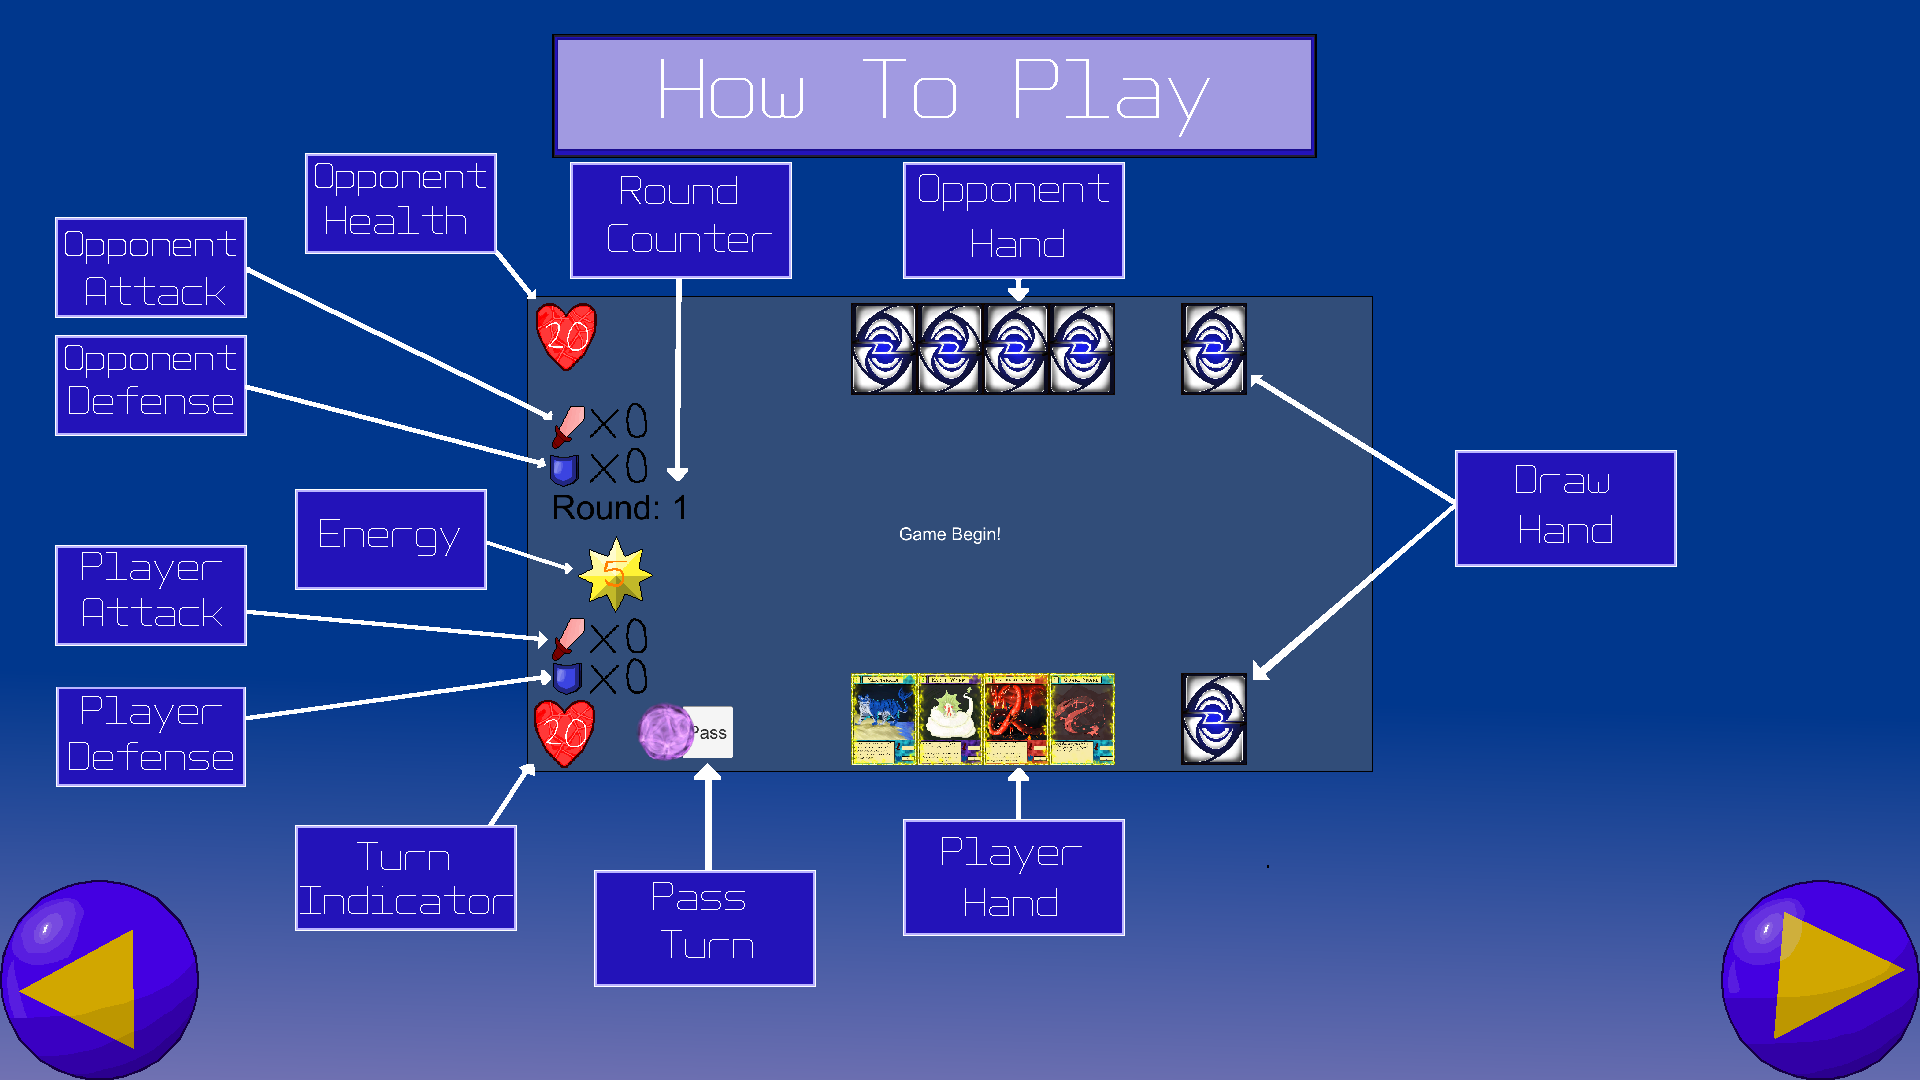 How To Play
Opponent
Health
Round
Counter
Opponent
Hand
Opponent
Attack
Opponent
Defense
20
×0
×0
Round: 1
Game Begin!
Draw
Hand
Energy
5
Player
Attack
×0
×0
Player
Defense
20
Pass
Turn
Indicator
Pass
Turn
Player
Hand